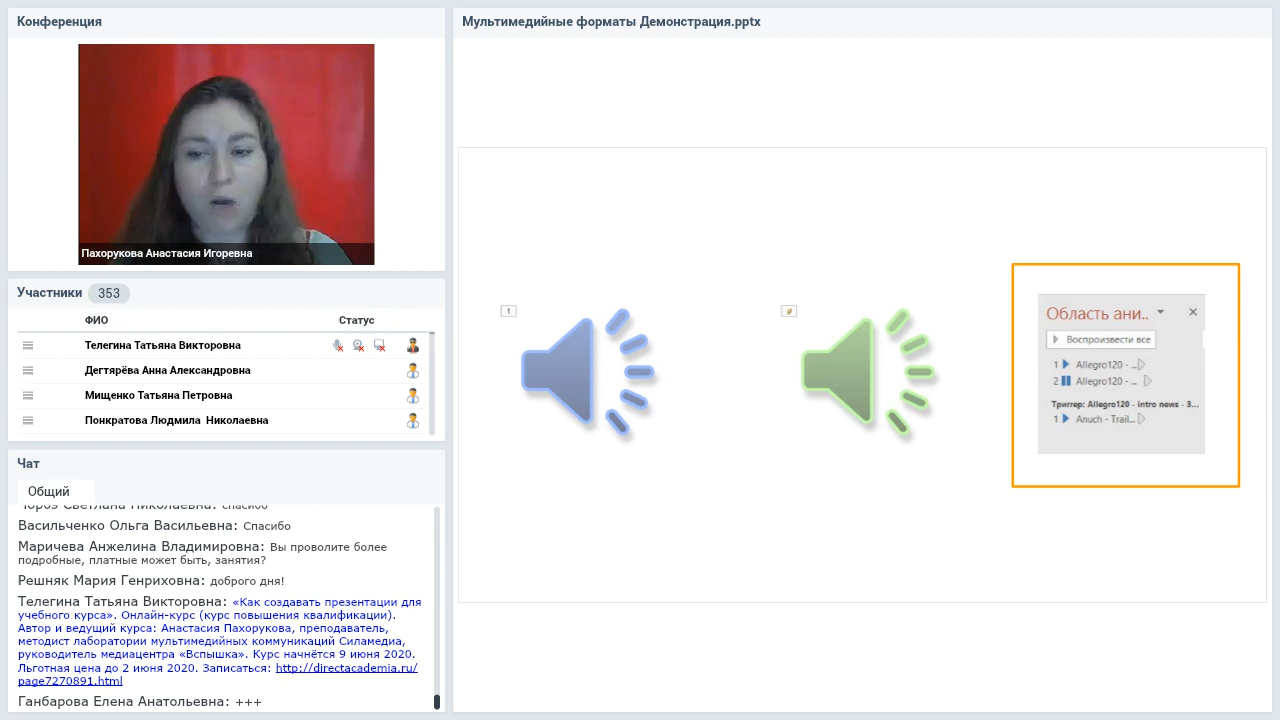 Конференция
Пахорукова Анастасия Игоревна
Участники 353
ФИО Статус
Телегина Татьяна Викторовна
Дегтярёва Анна Александровна
Мищенко Татьяна Петровна
Понкратова Людмила Николаевна
Чат
Общий
Светлана Николаевна: спасибо
Васильченко Ольга Васильевна: Спасибо
Маричева Анжелина Владимировна: Вы проволите более
подробные, платные может быть, занятия?
Решняк Мария Генриховна: доброго дня!
Телегина Татьяна Викторовна: «Как создавать презентации для
учебного курса». Онлайн-курс (курс повышения квалификации).
Автор и ведущий курса: Анастасия Пахорукова, преподаватель,
методист лаборатории мультимедийных коммуникаций Силамедиа,
руководитель медиацентра «Вспышка». Курс начнётся 9 июня 2020.
Льготная цена до 2 июня 2020. Записаться: http://directacademia.ru/
page7270891.html
Ганбарова Елена Анатольевна: +++
Мультимедийные форматы Демонстрация.pptx
1
Область ани..
Воспроизвести все
1 Allegro120 - ...
2 Allegro120 - ...
Триггер: Allegro120 - intro news - 3...
1 Anuch - Trail...